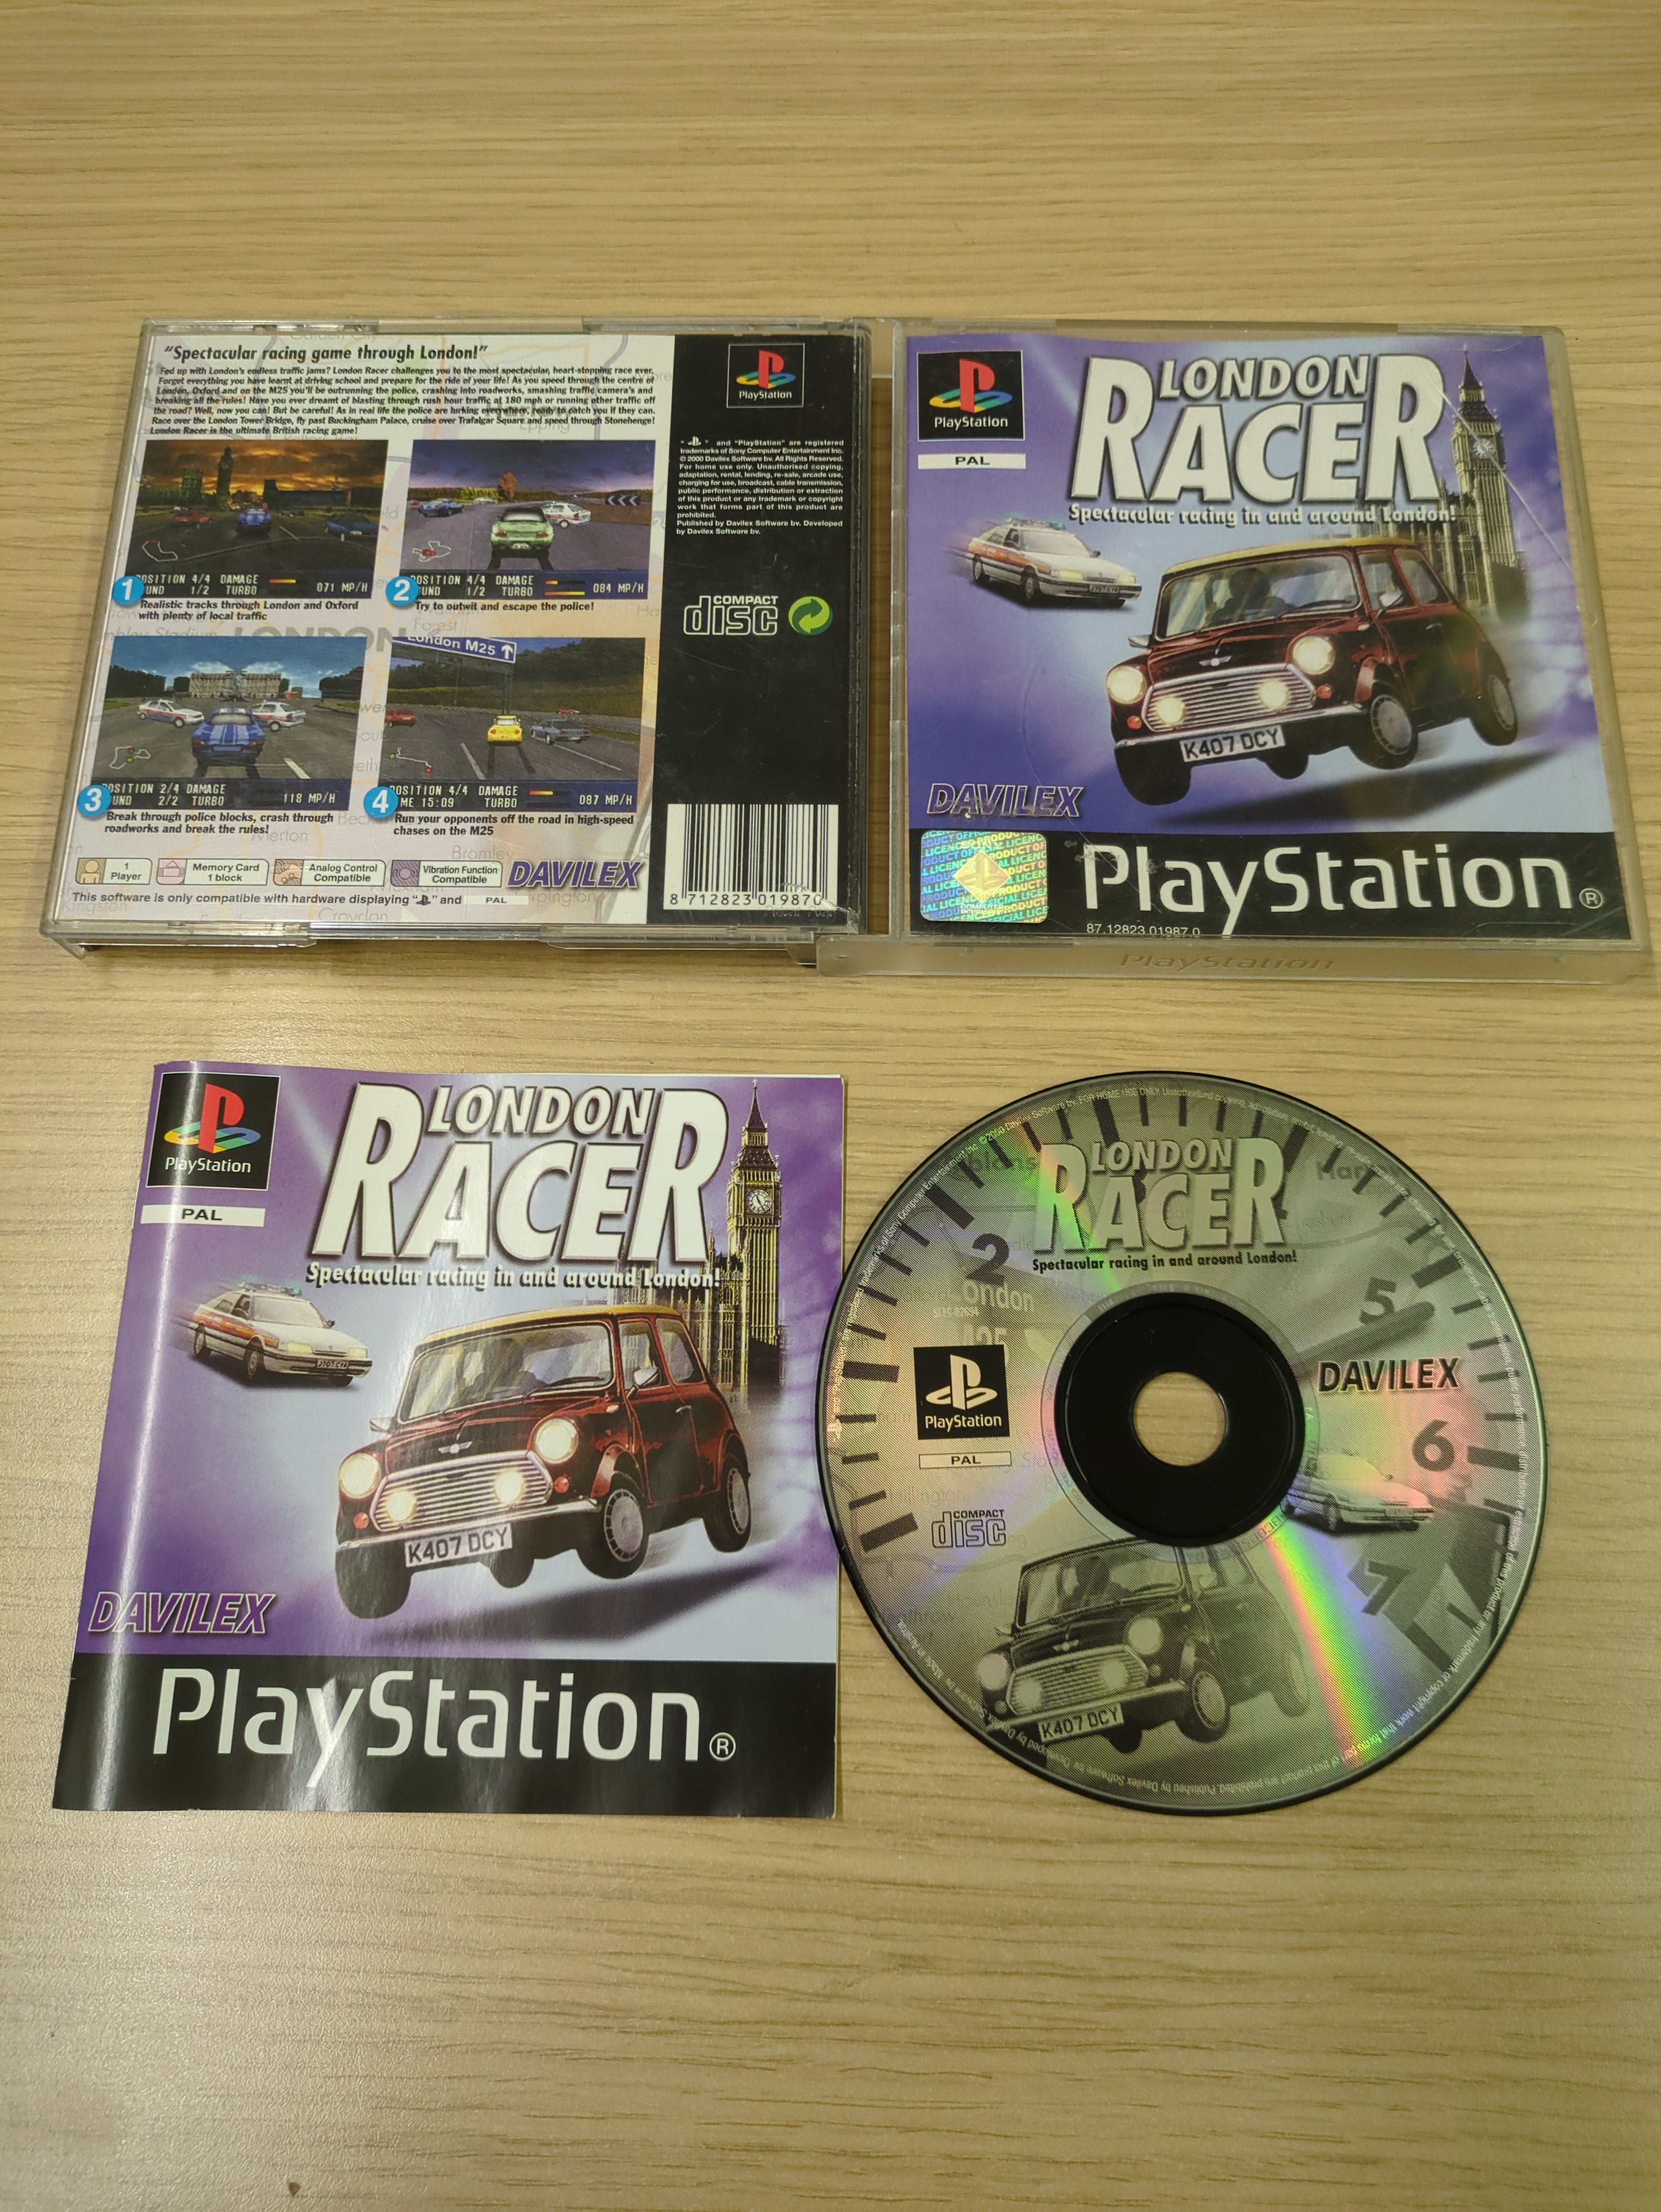 "Spectacular racing game through London!"
Fed up with London's endless traffic jams? London Racer challenges you to the most spectacular, heart-stopping race ever.
Forget everything you have learnt at driving school and prepare for the ride of your life! As you speed through the centre of
London, Oxford and on the M25 you'll be outrunning the police, crashing into roadworks, smashing traffic camera's and
breaking all the rules! Have you ever dreamt of blasting through rush hour traffic at 180 mph or running other traffic off
the road? Well, now you can! But be careful! As in real life the police are lurking everywhere, ready to catch you if they can.
Race over the London Tower Bridge, fly past Buckingham Palace, cruise over Trafalgar Square and speed through Stonehenge!
London Racer is the ultimate British racing game!
POSITION 4/4 DAMAGE
1/2 TURBO 071 MP/H
1
Realistic tracks through London and Oxford
with plenty of local traffic
POSITION 4/4 DAMAGE
1/2 TURBO 084 MP/H
2
Try to outwit and escape the police!
POSITION 2/4 DAMAGE
2/2 TURBO 118 MP/H
3
Break through police blocks, crash through
roadworks and break the rules!
London M25
POSITION 4/4 DAMAGE
ME 15:09 TURBO 087 MP/H
4
Run your opponents off the road in high-speed
chases on the M25
1
Player
Memory Card
1 block
Analog Control
Compatible
Vibration Function
Compatible
DAVILEX
This software is only compatible with hardware displaying " " and PAL
PlayStation
" " and "PlayStation" are registered
trademarks of Sony Computer Entertainment Inc.
© 2000 Davilex Software bv. All Rights Reserved.
For home use only. Unauthorised copying,
adaptation, rental, lending, re-sale, arcade use,
charging for use, broadcast, cable transmission,
public performance, distribution or extraction
of this product or any trademark or copyright
work that forms part of this product are
prohibited.
Published by Davilex Software bv. Developed
by Davilex Software bv.
COMPACT
disc
8 712823 019870
PlayStation
PAL
LONDON
RACER
Spectacular racing in and around London!
K407 DCY
DAVILEX
PlayStation®
87.12823.01987.0
PlayStation
PlayStation
PAL
LONDON
RACER
Spectacular racing in and around London!
K407 DCY
DAVILEX
PlayStation®
LONDON
RACER
Spectacular racing in and around London!
2
5
6
7
PlayStation
PAL
DAVILEX
COMPACT
disc
K407 DCY